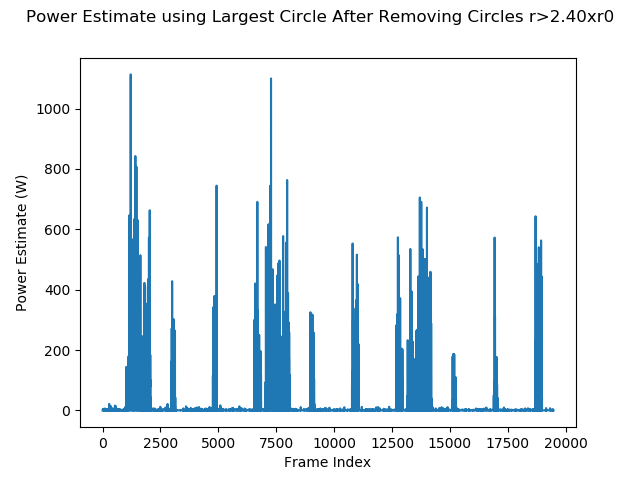 Power Estimate using Largest Circle After Removing Circles r>2.40xr0
1000
800
600
400
200
0
Power Estimate (W)
0 2500 5000 7500 10000 12500 15000 17500 20000
Frame Index